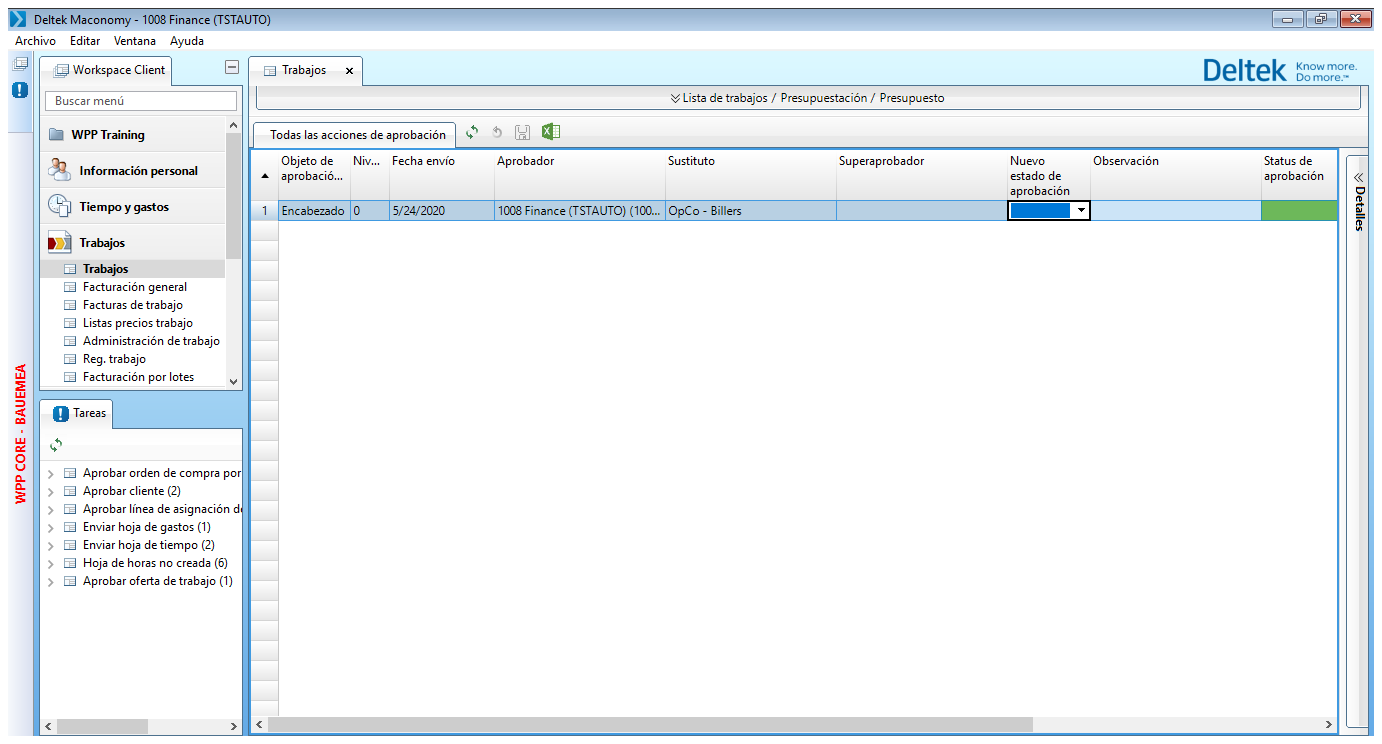 Deltek Maconomy - 1008 Finance (TSTAUTO)
Archivo Editar Ventana Ayuda
Workspace Client
Buscar menú
WPP Training
Información personal
Tiempo y gastos
Trabajos
Trabajos
Facturación general
Facturas de trabajo
Listas precios trabajo
Administración de trabajo
Reg. trabajo
Facturación por lotes
Tareas
Aprobar orden de compra por
Aprobar cliente (2)
Aprobar línea de asignación de
Enviar hoja de gastos (1)
Enviar hoja de tiempo (2)
Hoja de horas no creada (6)
Aprobar oferta de trabajo (1)
WPP CORE - BAUEMEA
Trabajos
Deltek Know more.
Do more.™
Lista de trabajos / Presupuestación / Presupuesto
Todas las acciones de aprobación
Objeto de Niv... Fecha envío Aprobador Sustituto Superaprobador Nuevo Observación Status de
aprobació... estado de aprobación
aprobación
1 Encabezado 0 5/24/2020 1008 Finance (TSTAUTO) (100... OpCo - Billers
Detalles